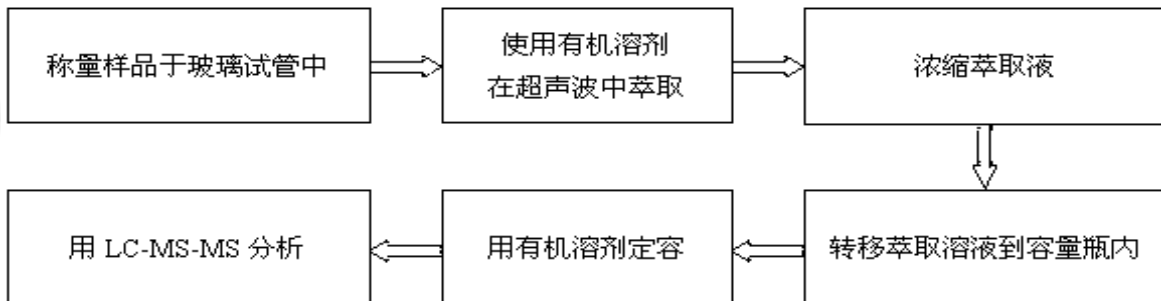 称量样品于玻璃试管中
使用有机溶剂
在超声波中萃取
浓缩萃取液
转移萃取溶液到容量瓶内
用有机溶剂定容
用 LC-MS-MS 分析